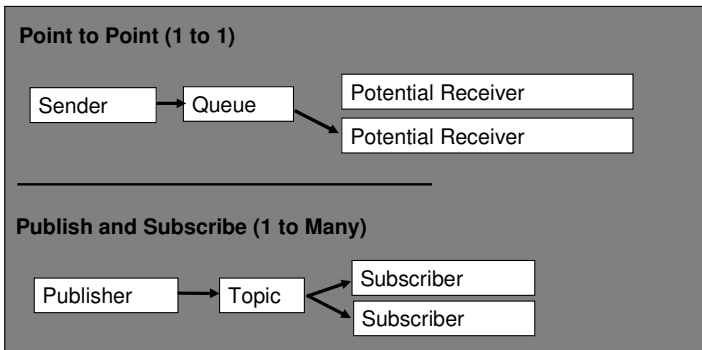 Point to Point (1 to 1)
Sender
Queue
Potential Receiver
Potential Receiver
Publish and Subscribe (1 to Many)
Publisher
Topic
Subscriber
Subscriber